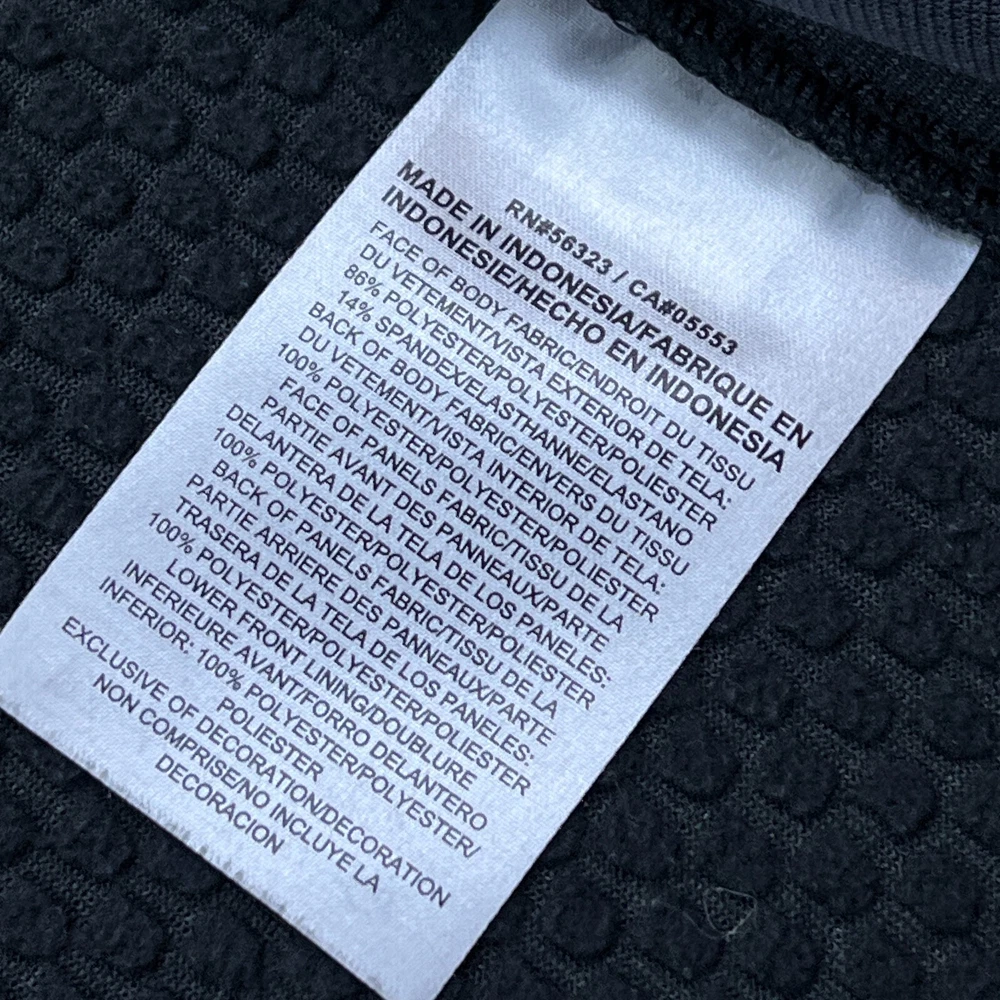 RN#56323 / CA#05553
MADE IN INDONESIA/FABRIQUE EN
INDONESIE/HECHO EN INDONESIA
FACE OF BODY FABRIC/ENDROIT DU TISSU
DU VETEMENT/VISTA EXTERIOR DE TELA:
86% POLYESTER/POLYESTER/POLIESTER
14% SPANDEX/ELASTHANNE/ELASTANO
BACK OF BODY FABRIC/ENVERS DU TISSU
DU VETEMENT/VISTA INTERIOR DE TELA:
100% POLYESTER/POLYESTER/POLIESTER
FACE OF PANELS FABRIC/TISSU DE LA
PARTIE AVANT DES PANNEAUX/PARTE
DELANTERA DE LA TELA DE LOS PANELES:
100% POLYESTER/POLYESTER/POLIESTER
BACK OF PANELS FABRIC/TISSU DE LA
PARTIE ARRIERE DES PANNEAUX/PARTE
TRASERA DE LA TELA DE LOS PANELES:
100% POLYESTER/POLYESTER/POLIESTER
LOWER FRONT LINING/DOUBLURE
INFERIEURE AVANT/FORRO DELANTERO
INFERIOR: 100% POLYESTER/POLYESTER/
POLIESTER
EXCLUSIVE OF DECORATION/DECORATION
NON COMPRISE/NO INCLUYE LA
DECORACION